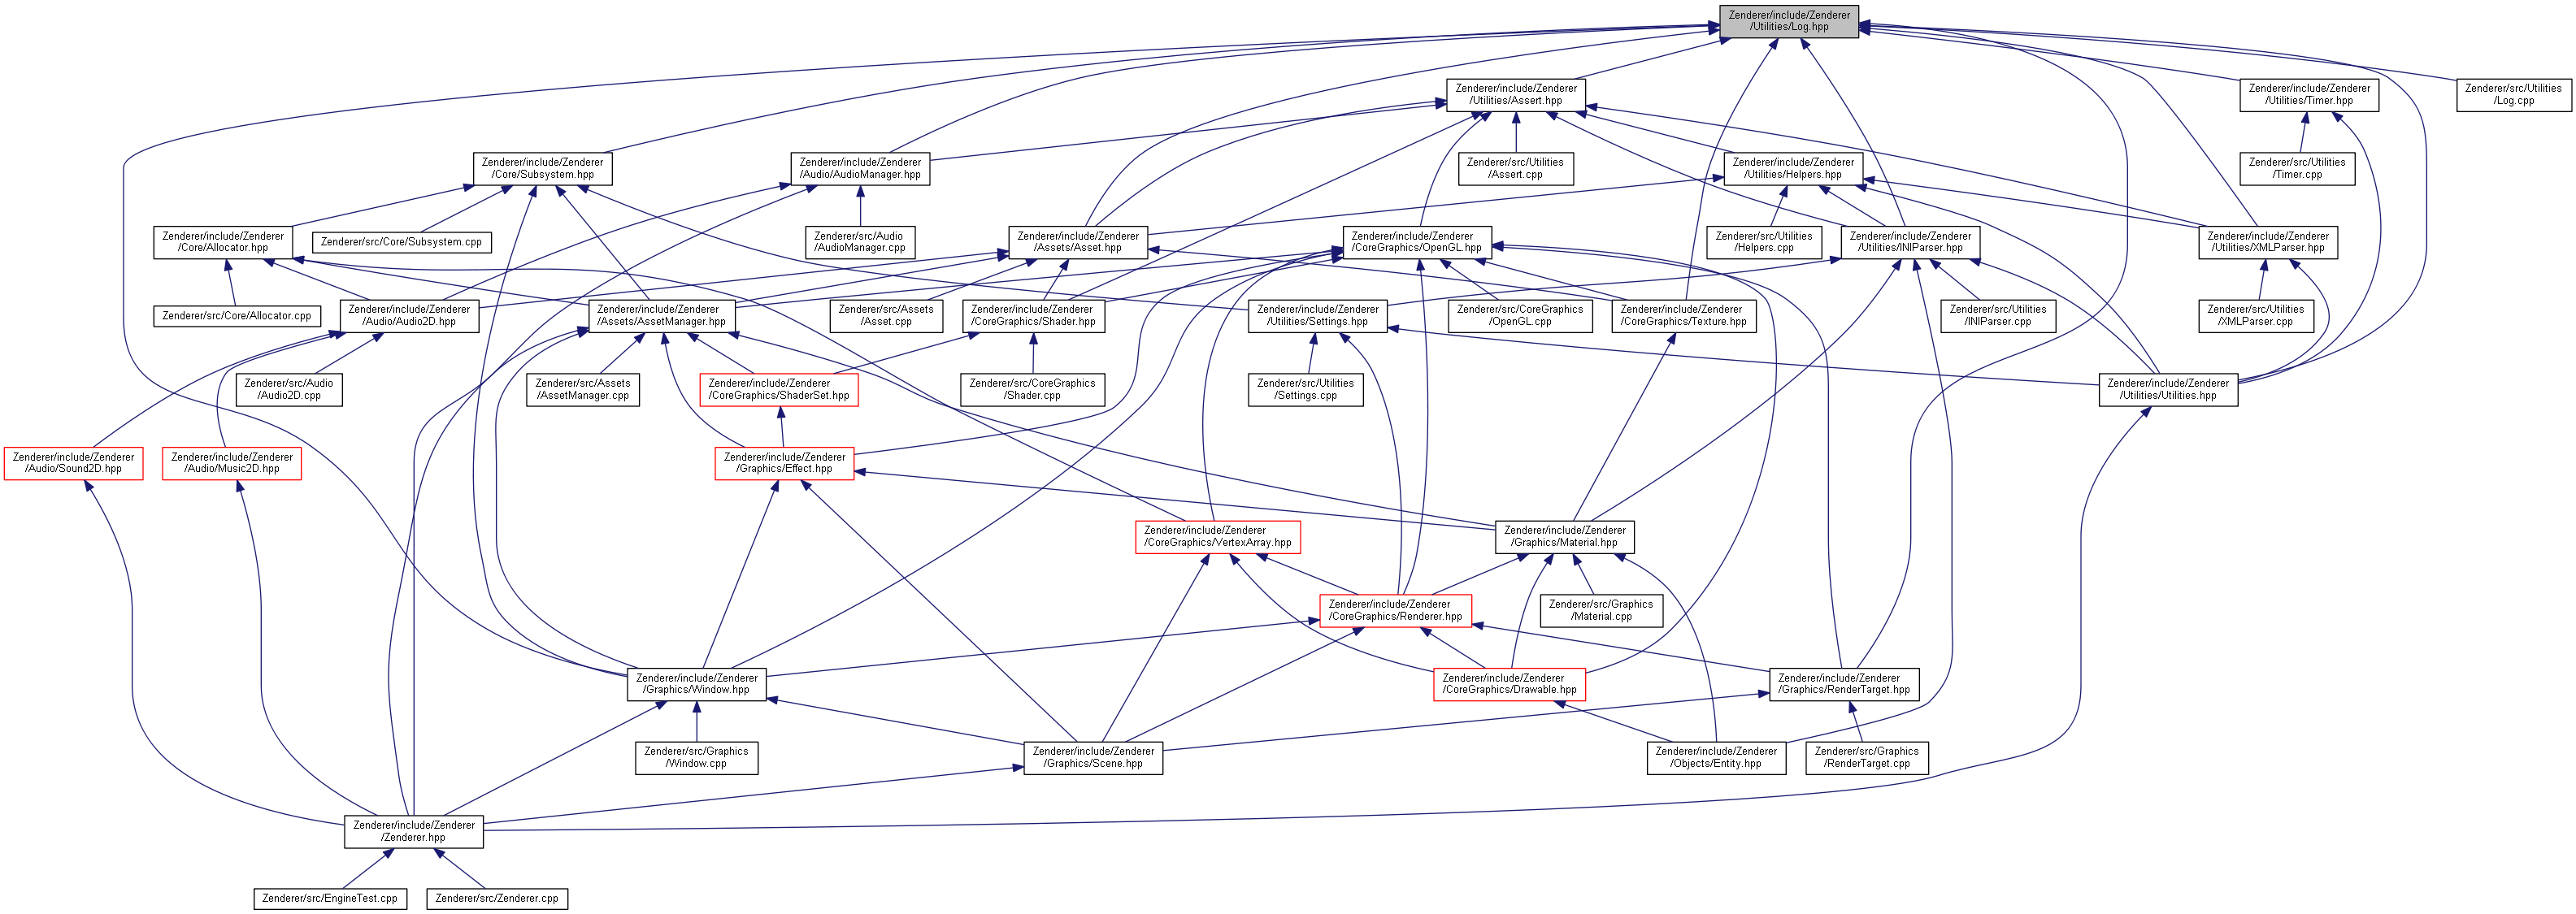 Zenderer/include/Zenderer
/Utilities/Log.hpp
Zenderer/include/Zenderer
/Utilities/Assert.hpp
Zenderer/include/Zenderer
/Utilities/Timer.hpp
Zenderer/src/Utilities
/Log.cpp
Zenderer/include/Zenderer
/Core/Subsystem.hpp
Zenderer/include/Zenderer
/Audio/AudioManager.hpp
Zenderer/src/Utilities
/Assert.cpp
Zenderer/include/Zenderer
/Utilities/Helpers.hpp
Zenderer/src/Utilities
/Timer.cpp
Zenderer/include/Zenderer
/Core/Allocator.hpp
Zenderer/src/Core/Subsystem.cpp
Zenderer/src/Audio
/AudioManager.cpp
Zenderer/include/Zenderer
/Assets/Asset.hpp
Zenderer/include/Zenderer
/CoreGraphics/OpenGL.hpp
Zenderer/src/Utilities
/Helpers.cpp
Zenderer/include/Zenderer
/Utilities/INIParser.hpp
Zenderer/include/Zenderer
/Utilities/XMLParser.hpp
Zenderer/src/Core/Allocator.cpp
Zenderer/include/Zenderer
/Audio/Audio2D.hpp
Zenderer/include/Zenderer
/Assets/AssetManager.hpp
Zenderer/src/Assets
/Asset.cpp
Zenderer/include/Zenderer
/CoreGraphics/Shader.hpp
Zenderer/include/Zenderer
/Utilities/Settings.hpp
Zenderer/src/CoreGraphics
/OpenGL.cpp
Zenderer/include/Zenderer
/CoreGraphics/Texture.hpp
Zenderer/src/Utilities
/INIParser.cpp
Zenderer/src/Utilities
/XMLParser.cpp
Zenderer/src/Audio
/Audio2D.cpp
Zenderer/src/Assets
/AssetManager.cpp
Zenderer/include/Zenderer
/CoreGraphics/ShaderSet.hpp
Zenderer/src/CoreGraphics
/Shader.cpp
Zenderer/src/Utilities
/Settings.cpp
Zenderer/include/Zenderer
/Utilities/Utilities.hpp
Zenderer/include/Zenderer
/Audio/Sound2D.hpp
Zenderer/include/Zenderer
/Audio/Music2D.hpp
Zenderer/include/Zenderer
/Graphics/Effect.hpp
Zenderer/include/Zenderer
/CoreGraphics/VertexArray.hpp
Zenderer/include/Zenderer
/Graphics/Material.hpp
Zenderer/include/Zenderer
/CoreGraphics/Renderer.hpp
Zenderer/src/Graphics
/Material.cpp
Zenderer/include/Zenderer
/Graphics/Window.hpp
Zenderer/include/Zenderer
/CoreGraphics/Drawable.hpp
Zenderer/include/Zenderer
/Graphics/RenderTarget.hpp
Zenderer/src/Graphics
/Window.cpp
Zenderer/include/Zenderer
/Graphics/Scene.hpp
Zenderer/include/Zenderer
/Objects/Entity.hpp
Zenderer/src/Graphics
/RenderTarget.cpp
Zenderer/include/Zenderer
/Zenderer.hpp
Zenderer/src/EngineTest.cpp
Zenderer/src/Zenderer.cpp